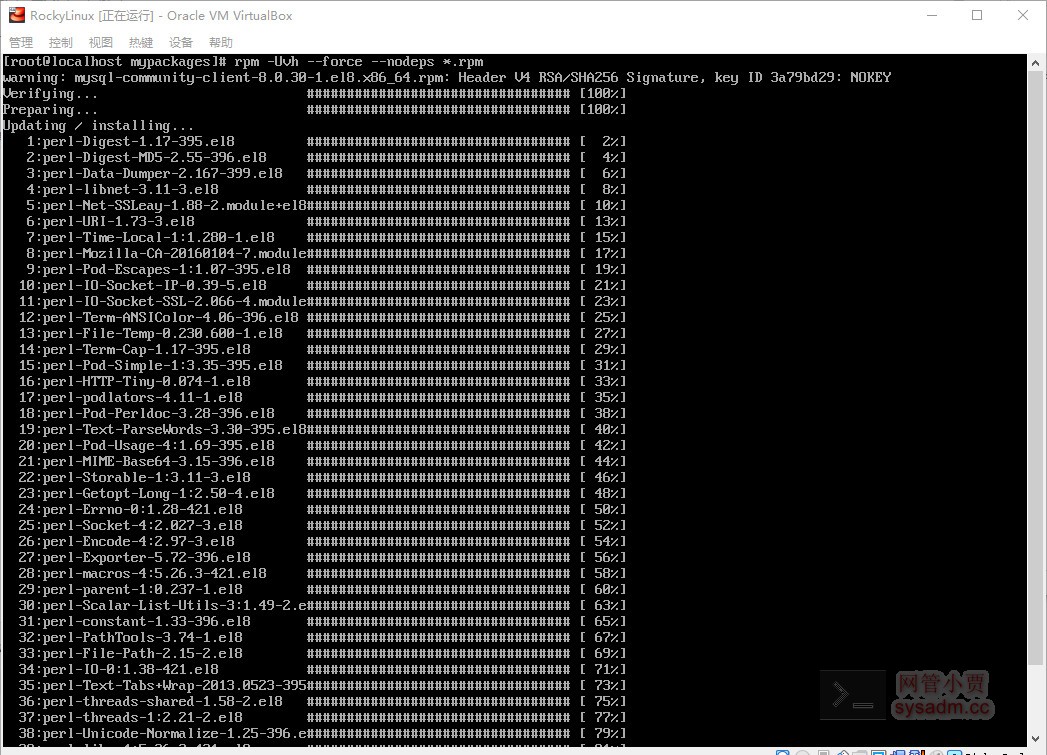 RockyLinux [正在运行] - Oracle VM VirtualBox
管理 控制 视图 热键 设备 帮助
[root@localhost mypackages]# rpm -Uvh --force --nodeps *.rpm
warning: mysql-community-client-8.0.30-1.el8.x86_64.rpm: Header V4 RSA/SHA256 Signature, key ID 3a79bd29: NOKEY
Verifying... ################################# [100%]
Preparing... ################################# [100%]
Updating / installing...
1:perl-Digest-1.17-395.el8 ################################# [ 2%]
2:perl-Digest-MD5-2.55-396.el8 ################################# [ 4%]
3:perl-Data-Dumper-2.167-399.el8 ################################# [ 6%]
4:perl-libnet-3.11-3.el8 ################################# [ 8%]
5:perl-Net-SSLeay-1.88-2.module+el8################################# [ 10%]
6:perl-URI-1.73-3.el8 ################################# [ 13%]
7:perl-Time-Local-1:1.280-1.el8 ################################# [ 15%]
8:perl-Mozilla-CA-20160104-7.module################################# [ 17%]
9:perl-Pod-Escapes-1:1.07-395.el8 ################################# [ 19%]
10:perl-IO-Socket-IP-0.39-5.el8 ################################# [ 21%]
11:perl-IO-Socket-SSL-2.066-4.module################################# [ 23%]
12:perl-Term-ANSIColor-4.06-396.el8 ################################# [ 25%]
13:perl-File-Temp-0.230.600-1.el8 ################################# [ 27%]
14:perl-Term-Cap-1.17-395.el8 ################################# [ 29%]
15:perl-Pod-Simple-1:3.35-395.el8 ################################# [ 31%]
16:perl-HTTP-Tiny-0.074-1.el8 ################################# [ 33%]
17:podlators-4.11-1.el8 ################################# [ 35%]
18:perl-Pod-Perldoc-3.28-396.el8 ################################# [ 38%]
19:perl-Text-ParseWords-3.30-395.el8################################# [ 40%]
20:perl-Pod-Usage-4:1.69-395.el8 ################################# [ 42%]
21:perl-MIME-Base64-3.15-396.el8 ################################# [ 44%]
22:perl-Storable-1:3.11-3.el8 ################################# [ 46%]
23:perl-Getopt-Long-1:2.50-4.el8 ################################# [ 48%]
24:perl-Errno-0:1.28-421.el8 ################################# [ 50%]
25:perl-Socket-4:2.027-3.el8 ################################# [ 52%]
26:perl-Encode-4:2.97-3.el8 ################################# [ 54%]
27:perl-Exporter-5.72-396.el8 ################################# [ 56%]
28:perl-macros-4:5.26.3-421.el8 ################################# [ 58%]
29:perl-parent-1:0.237-1.el8 ################################# [ 60%]
30:perl-Scalar-List-Utils-3:1.49-2.e################################# [ 63%]
31:perl-constant-1.33-396.el8 ################################# [ 65%]
32:perl-PathTools-3.74-1.el8 ################################# [ 67%]
33:perl-File-Path-2.15-2.el8 ################################# [ 69%]
34:perl-IO-0:1.38-421.el8 ################################# [ 71%]
35:perl-Text-Tabs+Wrap-2013.0523-395################################# [ 73%]
36:perl-threads-shared-1.58-2.el8 ################################# [ 75%]
37:perl-threads-1:2.21-2.el8 ################################# [ 77%]
38:perl-Unicode-Normalize-1.25-396.e################################# [ 79%]
网管小贾
sysadm.cc